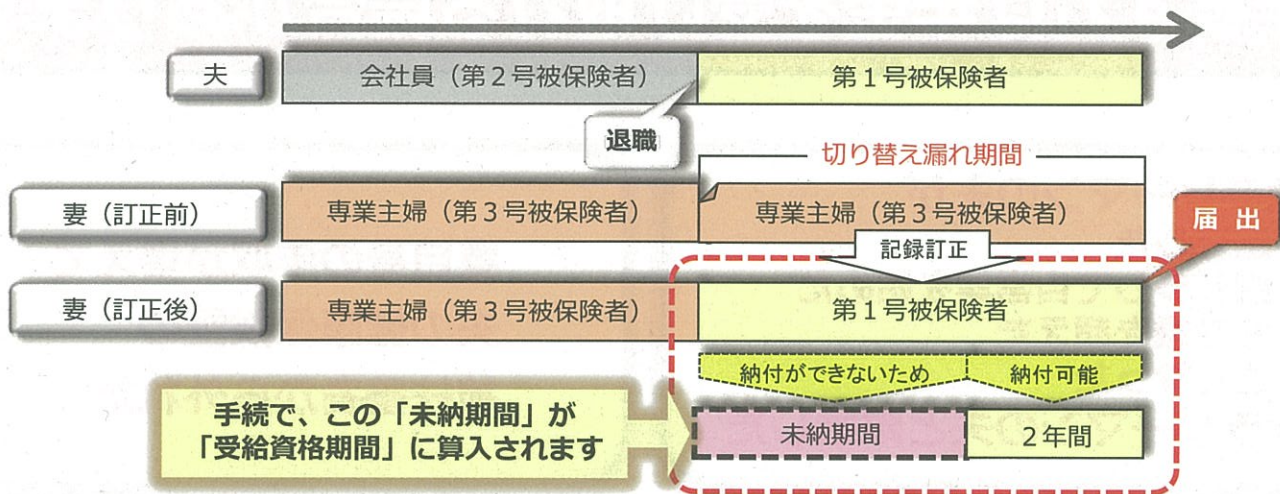 夫
会社員（第２号被保険者）
第１号被保険者
退職
切り替え漏れ期間
妻（訂正前）
専業主婦（第３号被保険者）
専業主婦（第３号被保険者）
届 出
記録訂正
妻（訂正後）
専業主婦（第３号被保険者）
第１号被保険者
納付ができないため
納付可能
手続で、この「未納期間」が
「受給資格期間」に算入されます
未納期間
２年間